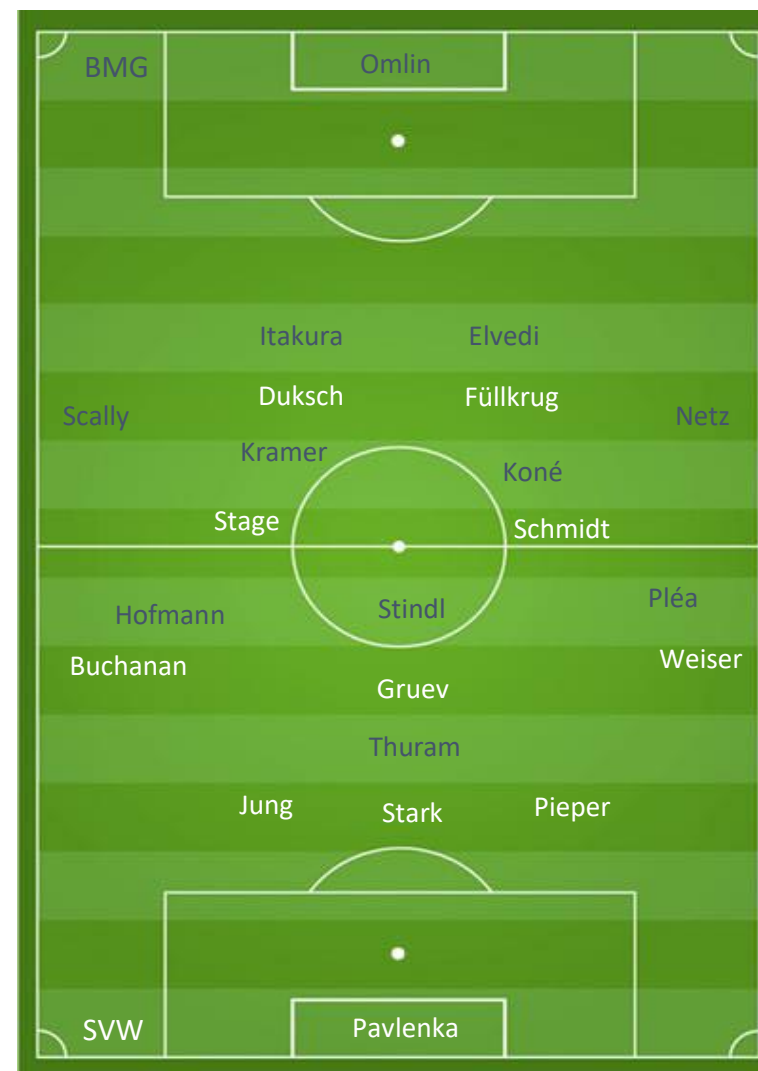 BMG
Omlin
Itakura
Elvedi
Duksch
Füllkrug
Scally
Netz
Kramer
Koné
Stage
Schmidt
Hofmann
Stindl
Pléa
Buchanan
Weiser
Gruev
Thuram
Jung
Stark
Pieper
SVW
Pavlenka